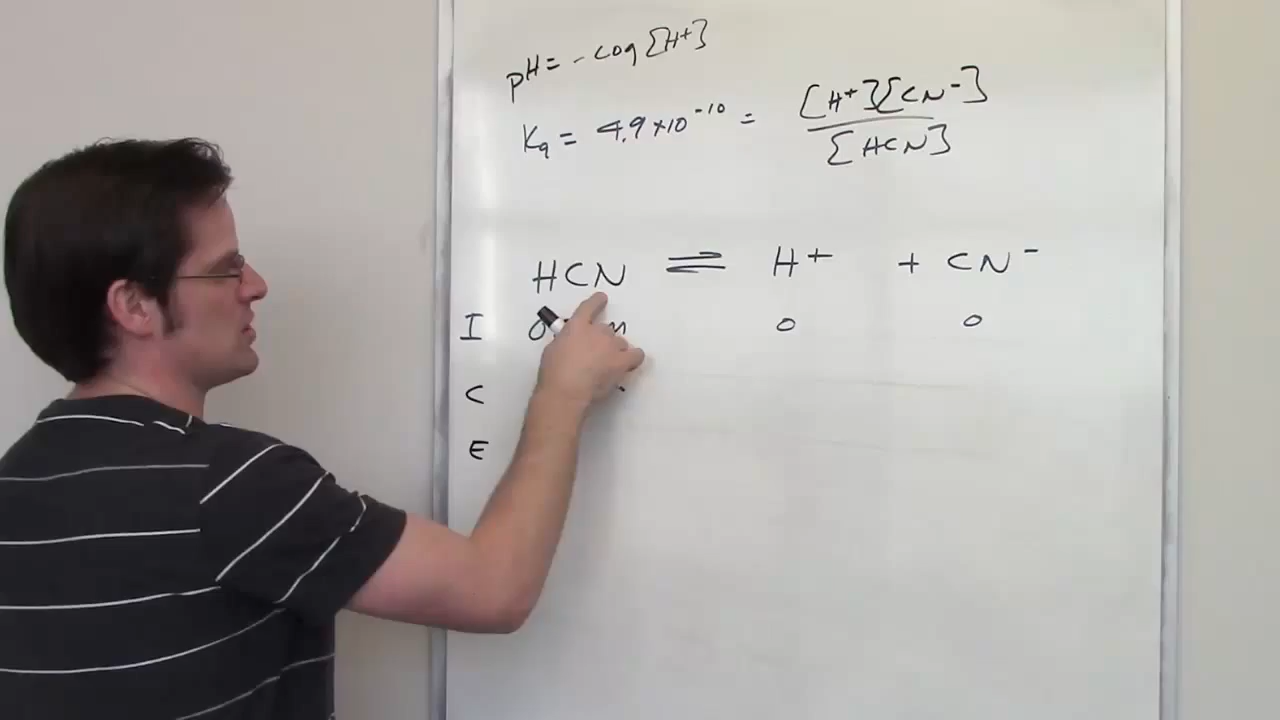 pH = - log [H+]
Ka = 4.9 x 10^-10 = [H+][CN-] / [HCN]
HCN ⇌ H+ + CN-
I 0 0
C
E